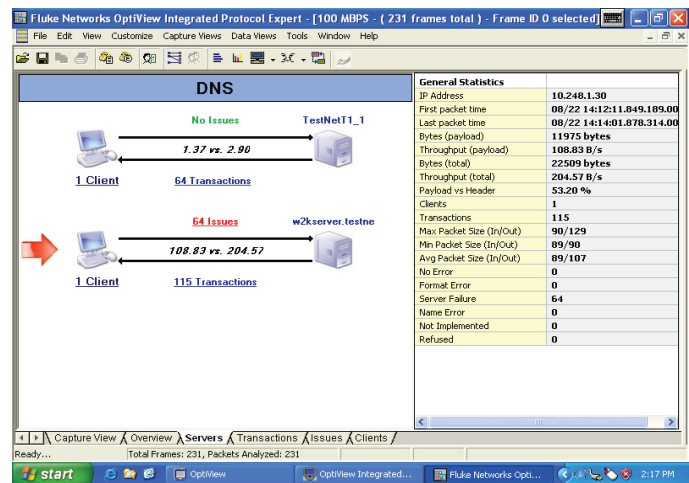 Fluke Networks OptiView Integrated Protocol Expert - [100 MBPS - ( 231 frames total ) - Frame ID 0 selected]
File Edit View Customize Capture Views Data Views Tools Window Help
DNS
No Issues
TestNetT1_1
1.37 vs. 2.90
1 Client
64 Transactions
64 Issues
w2kserver.testne
108.83 vs. 204.57
1 Client
115 Transactions
General Statistics
IP Address 10.248.1.30
First packet time 08/22 14:12:11.849.189.00
Last packet time 08/22 14:14:01.878.314.00
Bytes (payload) 11975 bytes
Throughput (payload) 108.83 B/s
Bytes (total) 22509 bytes
Throughput (total) 204.57 B/s
Payload vs Header 53.20 %
Clients 1
Transactions 115
Max Packet Size (In/Out) 90/129
Min Packet Size (In/Out) 89/90
Avg Packet Size (In/Out) 89/107
No Error 0
Format Error 0
Server Failure 64
Name Error 0
Not Implemented 0
Refused 0
Capture View Overview Servers Transactions Issues Clients
Ready... Total Frames: 231, Packets Analyzed: 231
start OptiView OptiView Integrated... Fluke Networks Opti... 2:17 PM